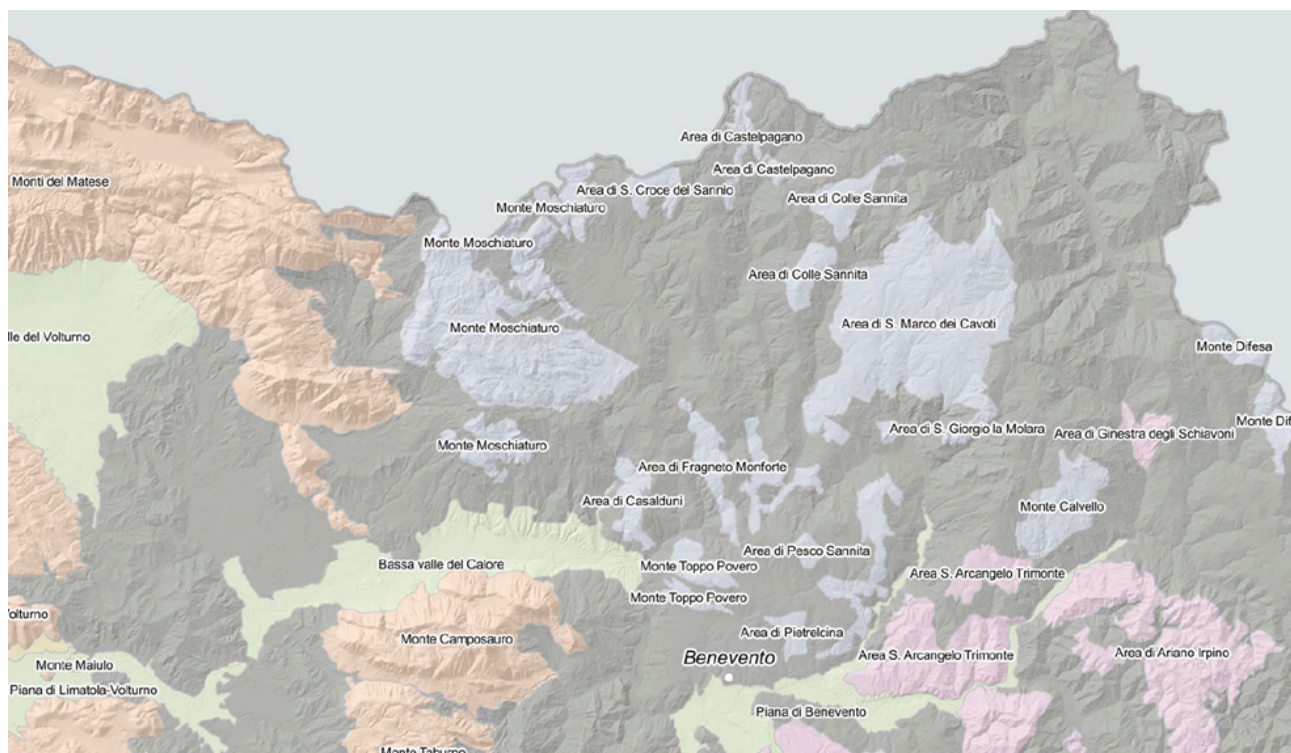 Area di Castelpagano
Area di Castelpagano
Monti del Matese
Area di S. Croce del Sannio
Area di Colle Sannita
Monte Moschiaturo
Monte Moschiaturo
Area di Colle Sannita
Area di S. Marco dei Cavoti
Monte Moschiaturo
lle del Volturno
Monte Difesa
Monte Dif
Area di S. Giorgio la Molara
Area di Ginestra degli Schiavoni
Monte Moschiaturo
Area di Fragneto Monforte
Area di Casalduni
Monte Calvello
Area di Pesco Sannita
Bassa valle del Calore
Monte Toppo Povero
Area S. Arcangelo Trimonte
Monte Toppo Povero
Volturno
Area di Pietrelcina
Monte Camposauro
Area di Ariano Irpino
Area S. Arcangelo Trimonte
Benevento
Monte Maiulo
Piana di Limatola-Volturno
Piana di Benevento
Monte Taburno